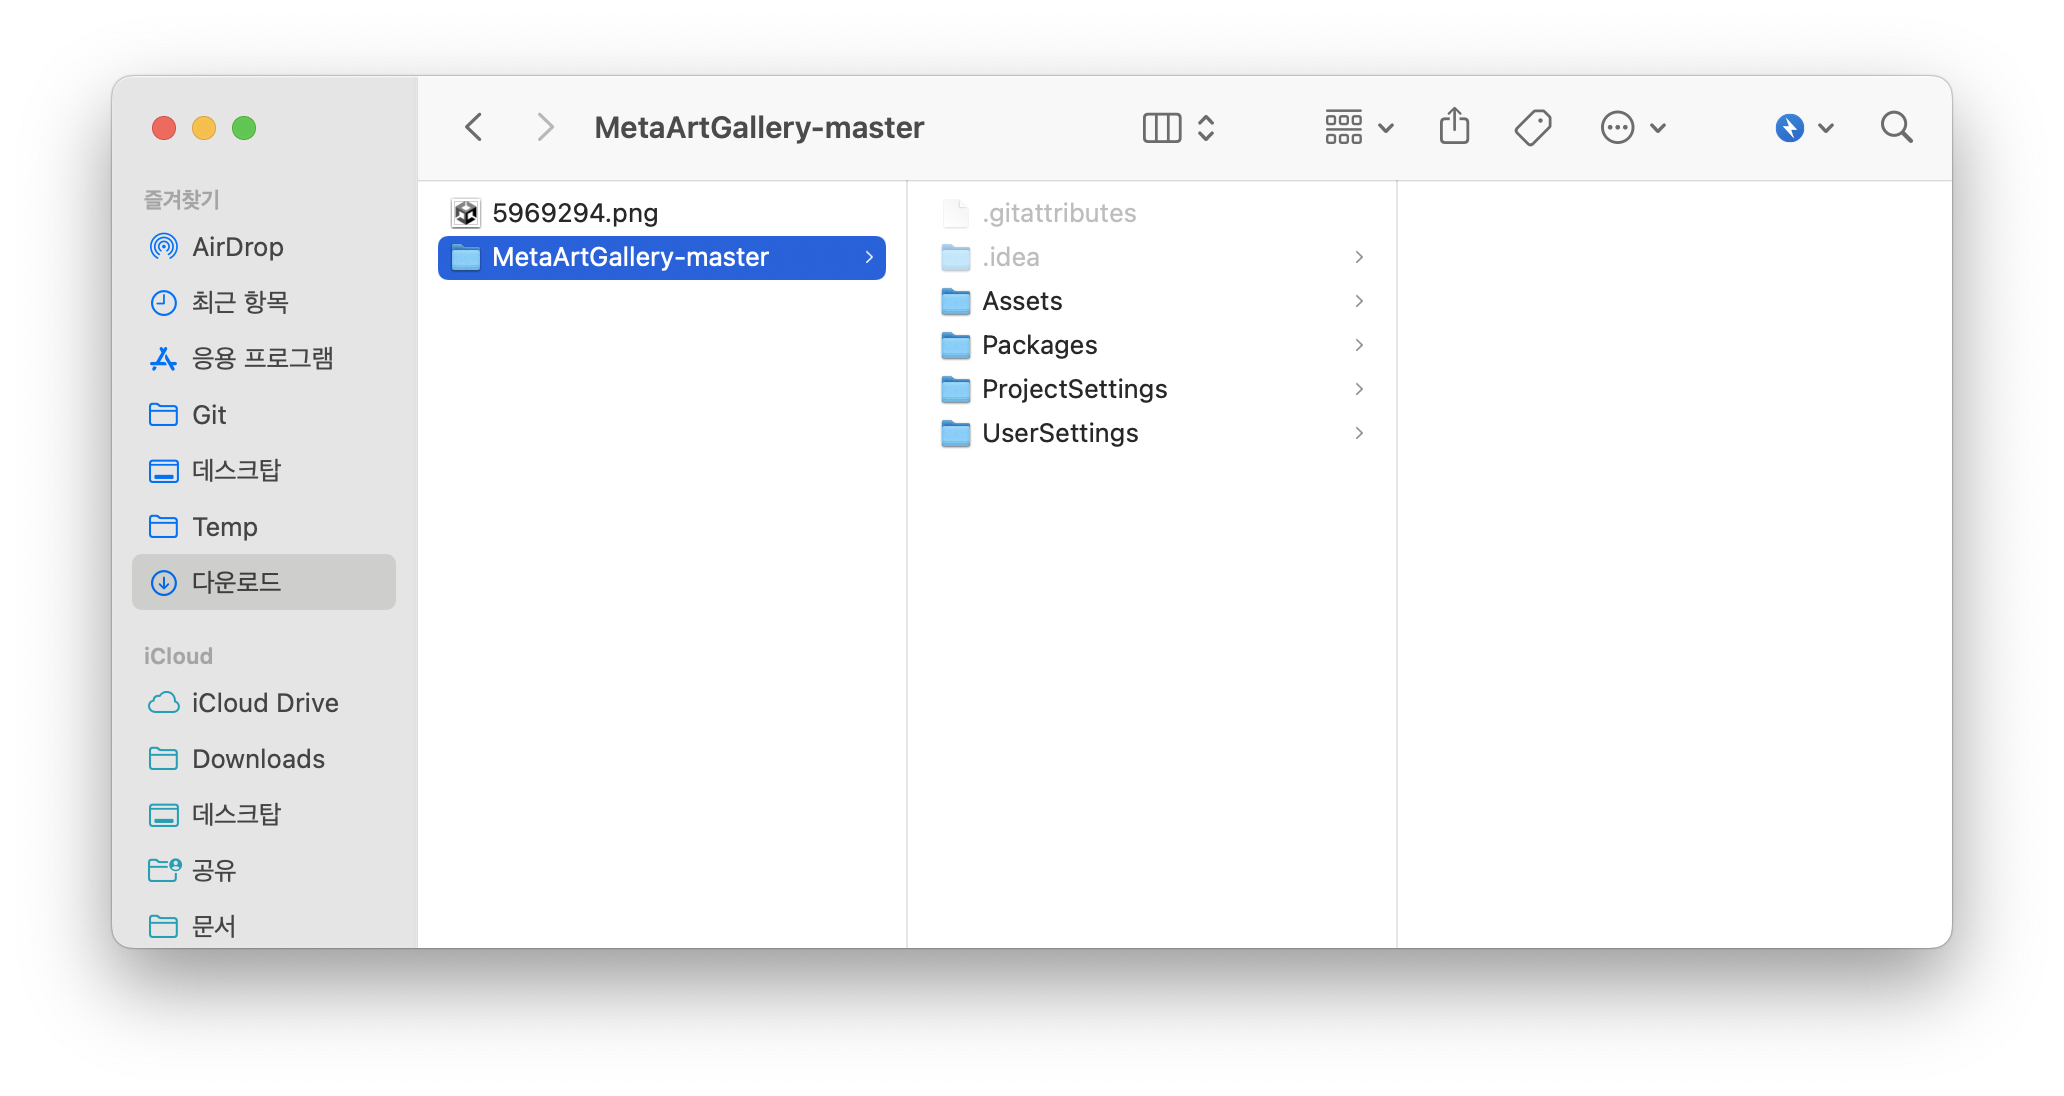 MetaArtGallery-master
즐겨찾기
AirDrop
최근 항목
응용 프로그램
Git
데스크탑
Temp
다운로드
iCloud
iCloud Drive
Downloads
데스크탑
공유
문서
5969294.png
MetaArtGallery-master
.gitattributes
.idea
Assets
Packages
ProjectSettings
UserSettings